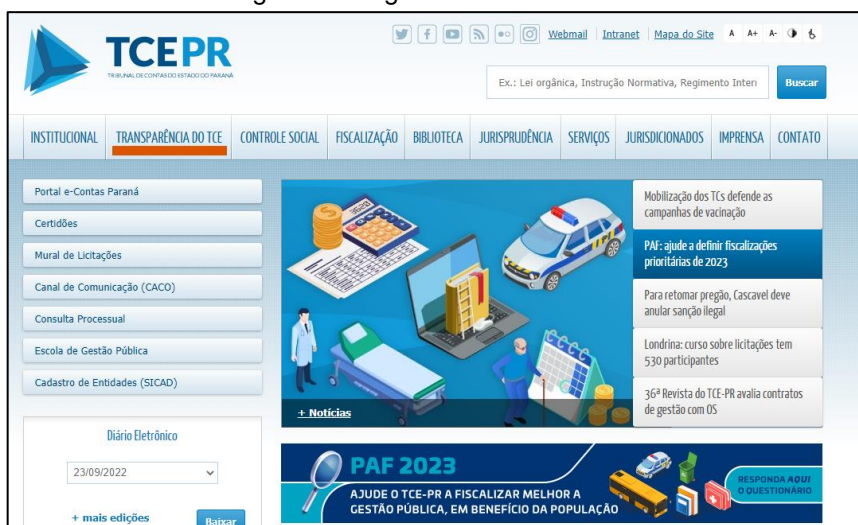 TCEPR
TRIBUNAL DE CONTAS DO ESTADO DO PARANÁ
Webmail Intranet Mapa do Site A A+ A-
Ex.: Lei orgânica, Instrução Normativa, Regimento Intern
Buscar
INSTITUCIONAL TRANSPARÊNCIA DO TCE CONTROLE SOCIAL FISCALIZAÇÃO BIBLIOTECA JURISPRUDÊNCIA SERVIÇOS JURISDICIONADOS IMPRENSA CONTATO
Portal e-Contas Paraná
Certidões
Mural de Licitações
Canal de Comunicação (CACO)
Consulta Processual
Escola de Gestão Pública
Cadastro de Entidades (SICAD)
Diário Eletrônico
23/09/2022
+ mais edições
Baixar
+ Notícias
Mobilização dos TCs defende as
campanhas de vacinação
PAF: ajude a definir fiscalizações
prioritárias de 2023
Para retomar pregão, Cascavel deve
anular sanção ilegal
Londrina: curso sobre licitações tem
530 participantes
36ª Revista do TCE-PR avalia contratos
de gestão com OS
PAF 2023
AJUDE O TCE-PR A FISCALIZAR MELHOR A
GESTÃO PÚBLICA, EM BENEFÍCIO DA POPULAÇÃO
RESPONDA AQUI
O QUESTIONÁRIO